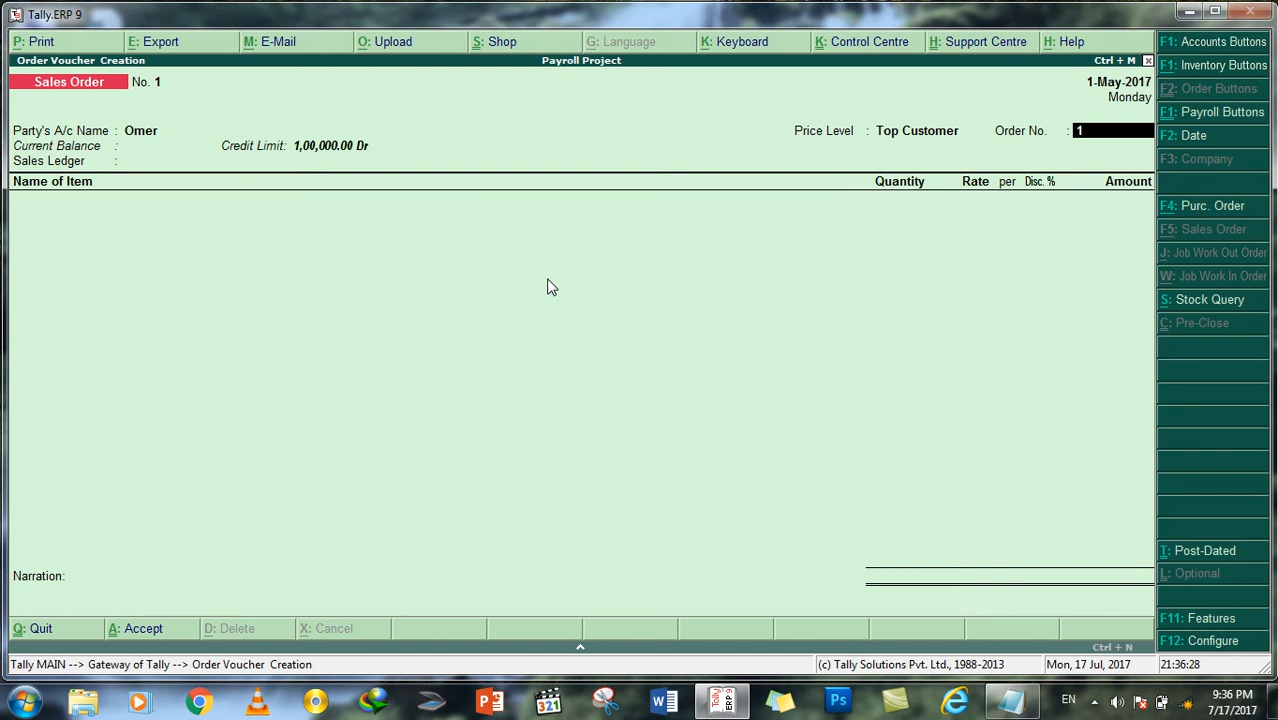 Tally.ERP 9
P: Print E: Export M: E-Mail O: Upload S: Shop G: Language K: Keyboard K: Control Centre H: Support Centre H: Help
Order Voucher Creation Payroll Project Ctrl + M
Sales Order No. 1 1-May-2017
Monday
Party's A/c Name : Omer Price Level : Top Customer Order No. : 1
Current Balance : Credit Limit: 1,00,000.00 Dr
Sales Ledger :
Name of Item Quantity Rate per Disc. % Amount
Narration:
Q: Quit A: Accept D: Delete X: Cancel
Ctrl + N
Tally MAIN --> Gateway of Tally --> Order Voucher Creation (c) Tally Solutions Pvt. Ltd., 1988-2013 Mon, 17 Jul, 2017 21:36:28
F1: Accounts Buttons
F1: Inventory Buttons
F2: Order Buttons
F1: Payroll Buttons
F2: Date
F3: Company
F4: Purc. Order
F5: Sales Order
J: Job Work Out Order
W: Job Work In Order
S: Stock Query
C: Pre-Close
T: Post-Dated
L: Optional
F11: Features
F12: Configure
321
Tally ERP 9
Ps
EN
9:36 PM
7/17/2017